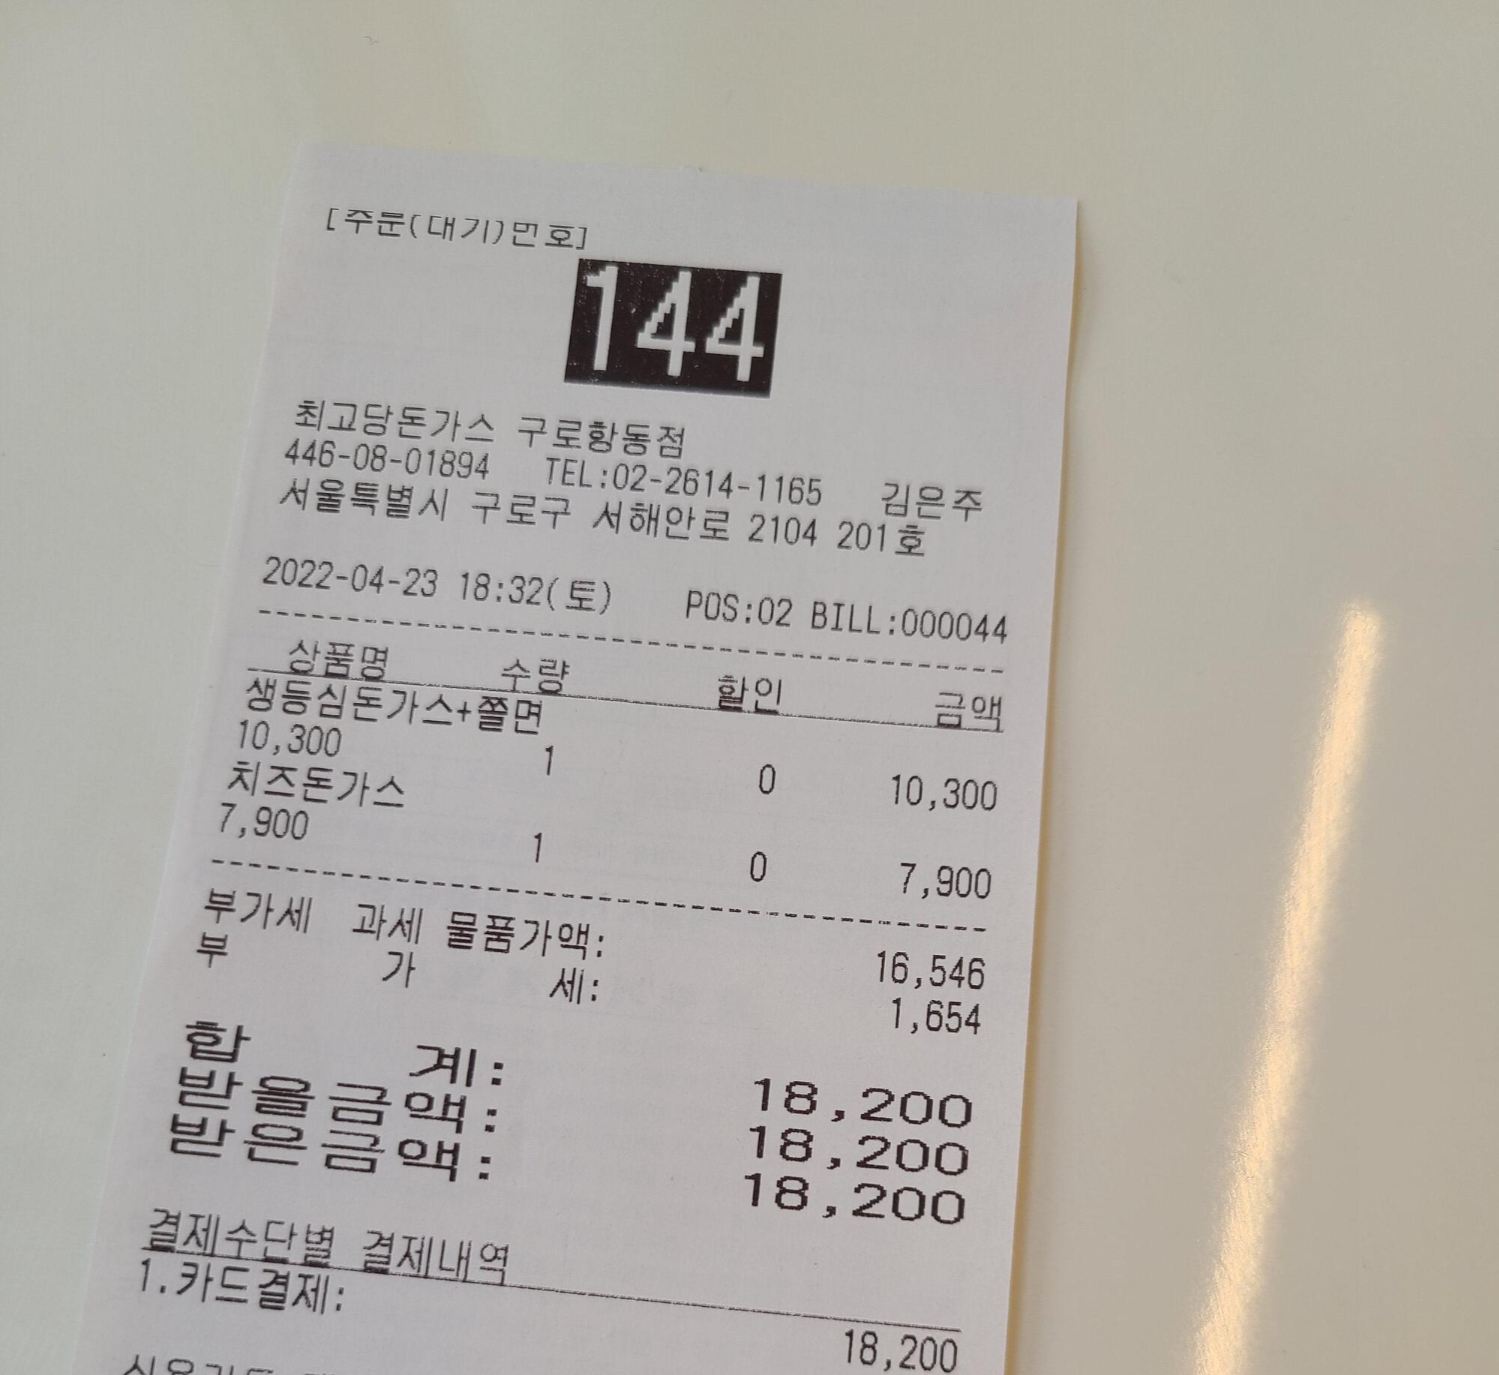 [주문(대기)번호]
144
최고당돈가스 구로항동점
446-08-01894 TEL:02-2614-1165 김은주
서울특별시 구로구 서해안로 2104 201호
2022-04-23 18:32(토) POS:02 BILL:000044
상품명 수량 할인 금액
생등심돈가스+쫄면
10,300 1 0 10,300
치즈돈가스
7,900 1 0 7,900
부가세 과세 물품가액: 16,546
부 가 세: 1,654
합 계: 18,200
받을금액: 18,200
받은금액: 18,200
결제수단별 결제내역
1.카드결제: 18,200